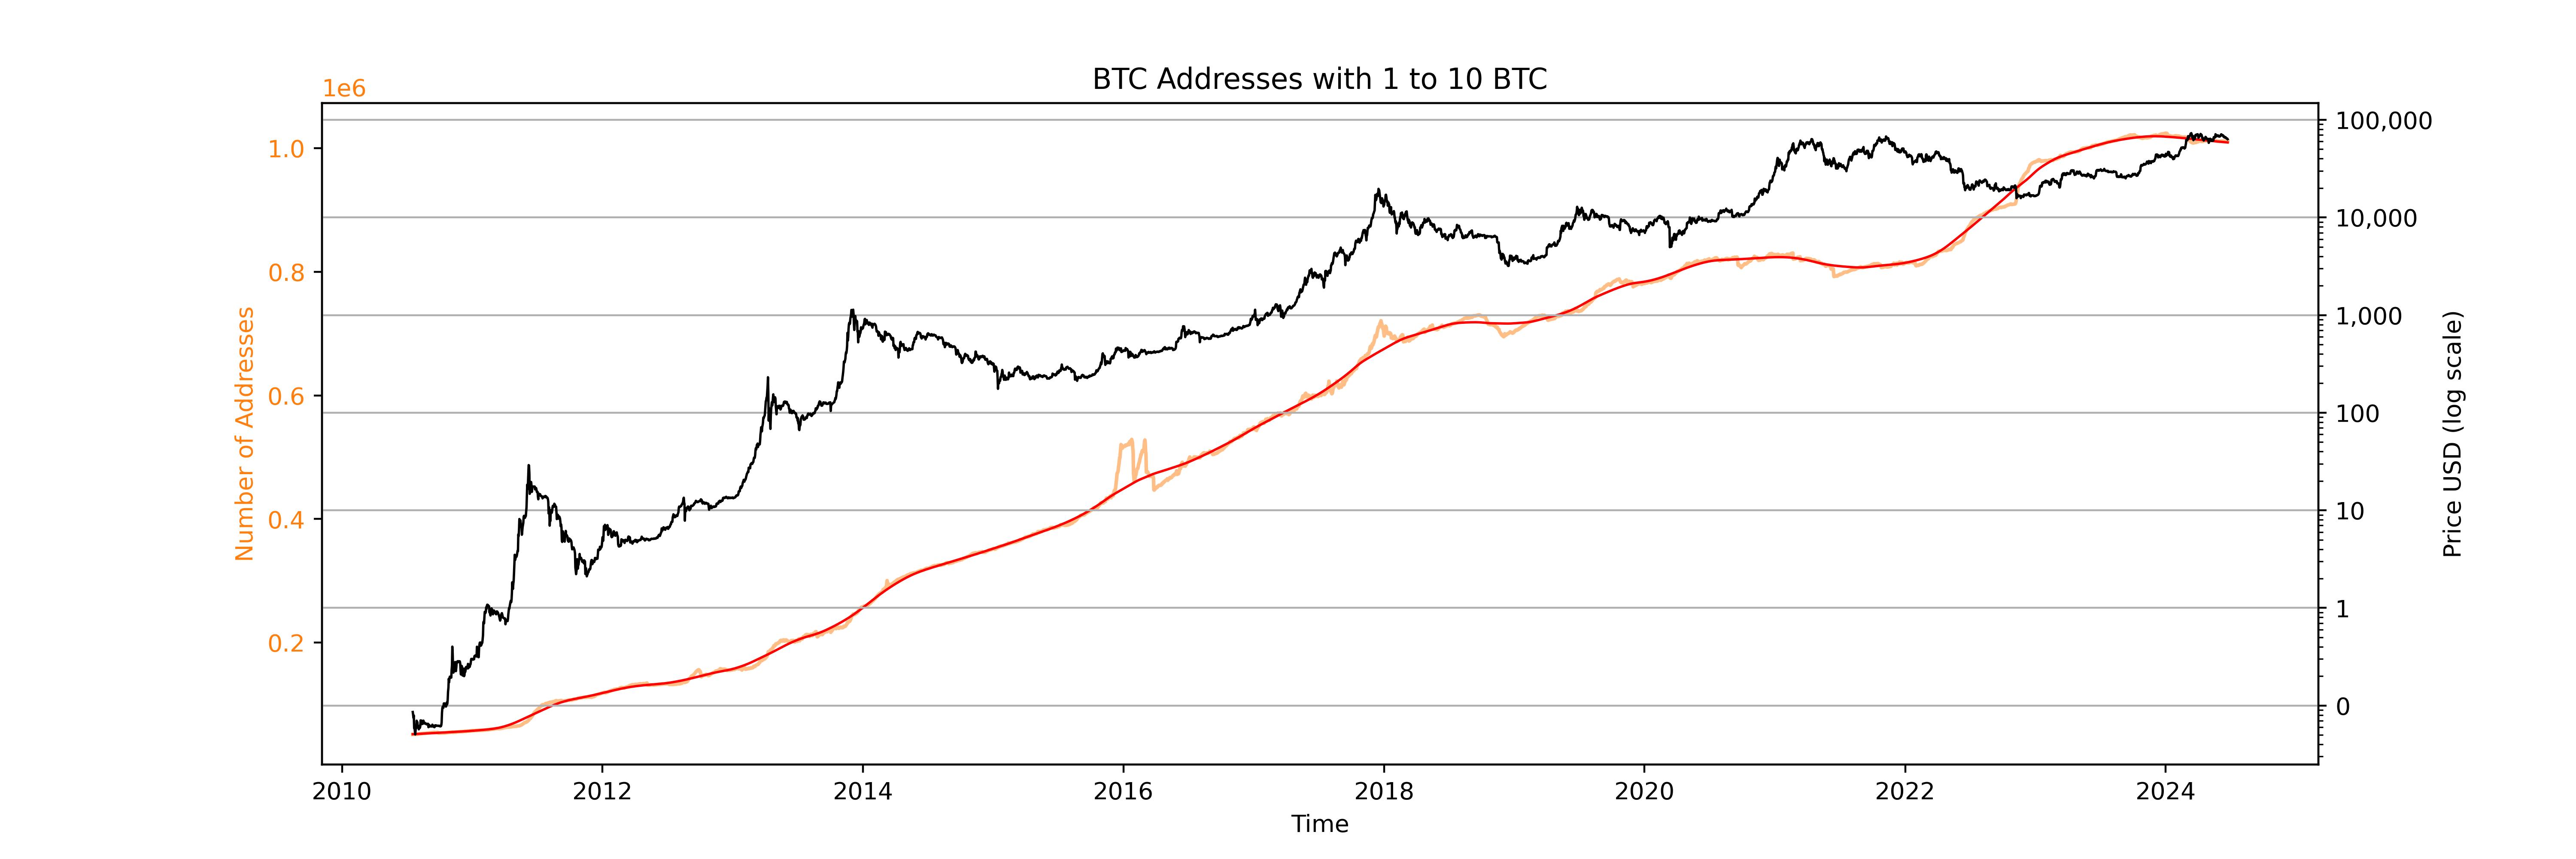 BTC Addresses with 1 to 10 BTC
1e6
1.0
0.8
0.6
0.4
0.2
Number of Addresses
100,000
10,000
1,000
100
10
1
0
Price USD (log scale)
2010 2012 2014 2016 2018 2020 2022 2024
Time